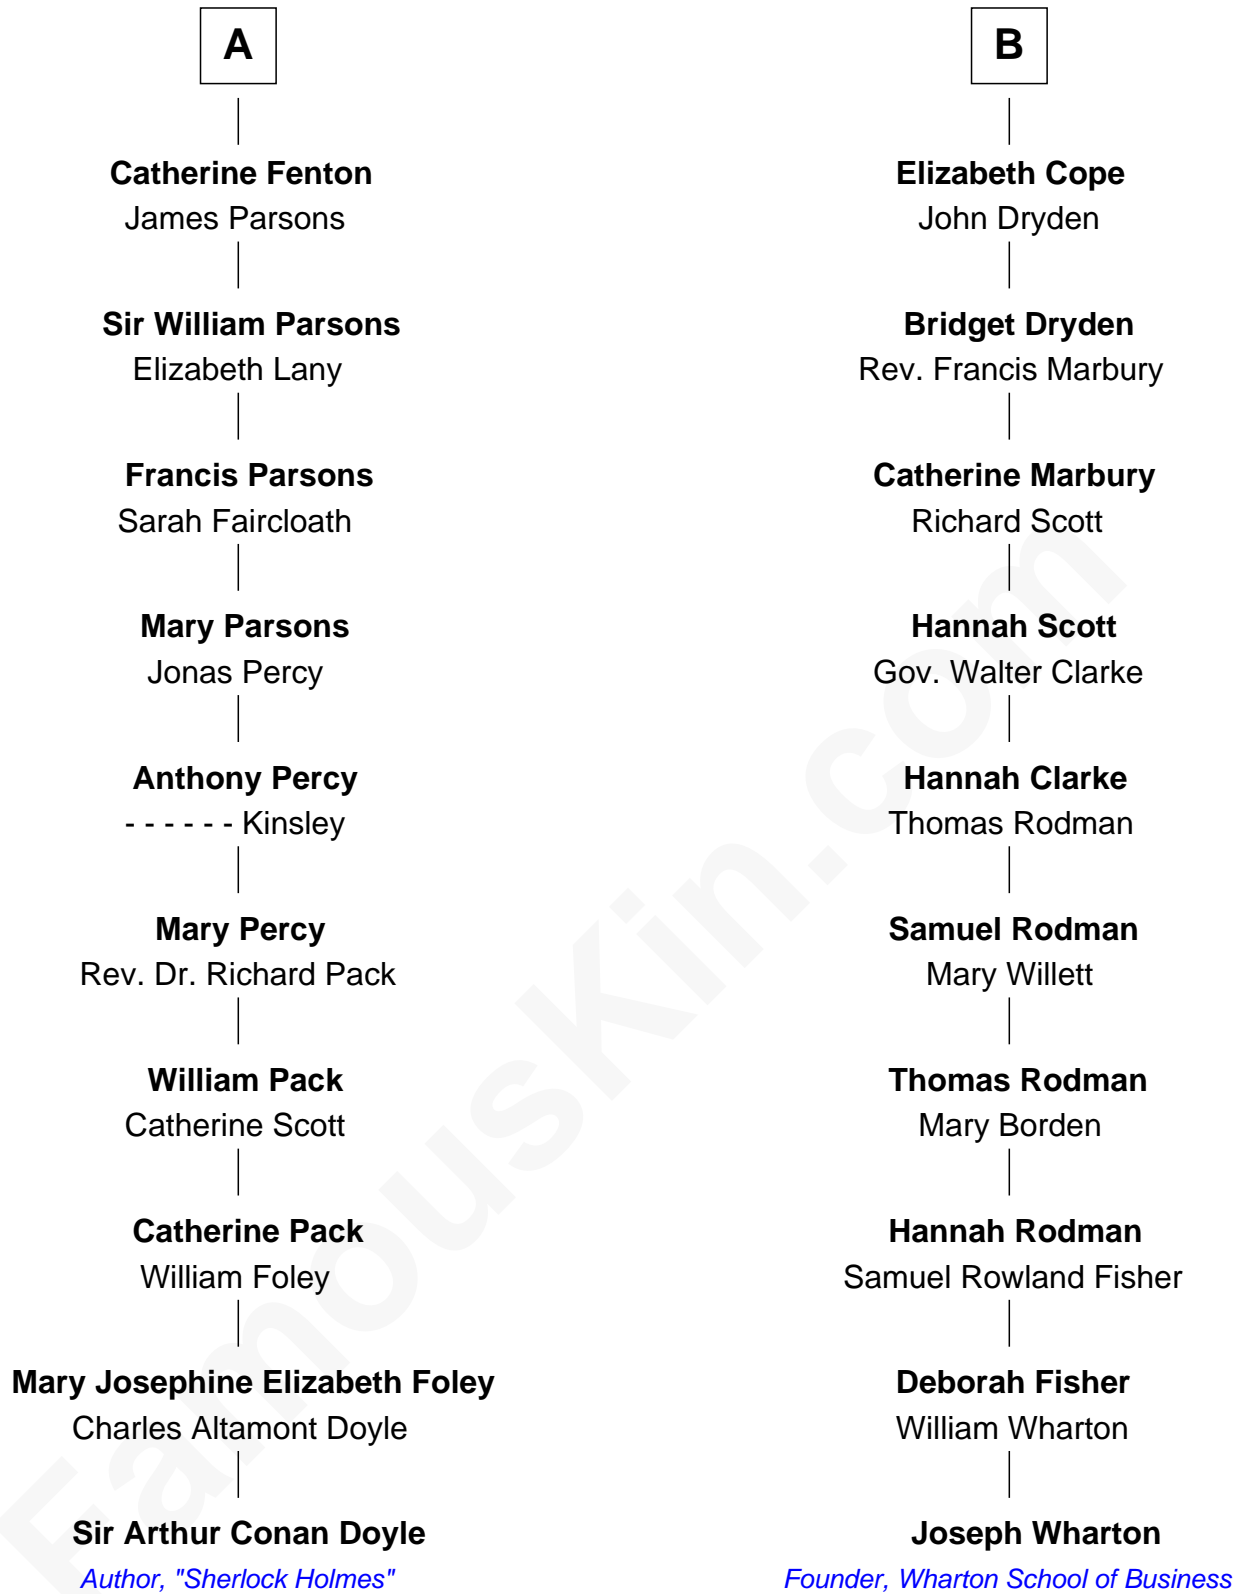 A
Catherine Fenton
James Parsons
Sir William Parsons
Elizabeth Lany
Francis Parsons
Sarah Faircloath
Mary Parsons
Jonas Percy
Anthony Percy
- - - - - - Kinsley
Mary Percy
Rev. Dr. Richard Pack
William Pack
Catherine Scott
Catherine Pack
William Foley
Mary Josephine Elizabeth Foley
Charles Altamont Doyle
Sir Arthur Conan Doyle
Author, "Sherlock Holmes"
B
Elizabeth Cope
John Dryden
Bridget Dryden
Rev. Francis Marbury
Catherine Marbury
Richard Scott
Hannah Scott
Gov. Walter Clarke
Hannah Clarke
Thomas Rodman
Samuel Rodman
Mary Willett
Thomas Rodman
Mary Borden
Hannah Rodman
Samuel Rowland Fisher
Deborah Fisher
William Wharton
Joseph Wharton
Founder, Wharton School of Business
FamousKin.com